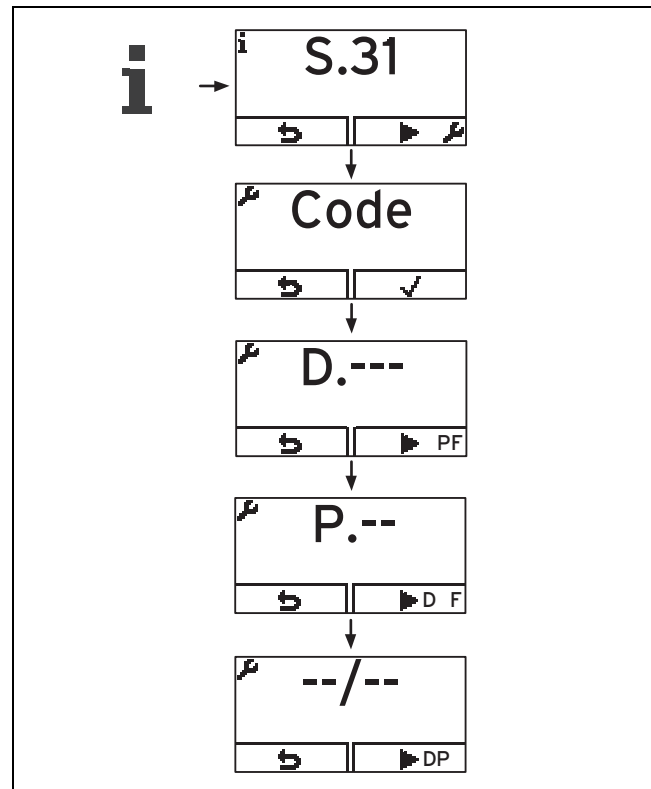 i
i
S.31
Code
D.---
PF
P.--
D F
--/--
DP